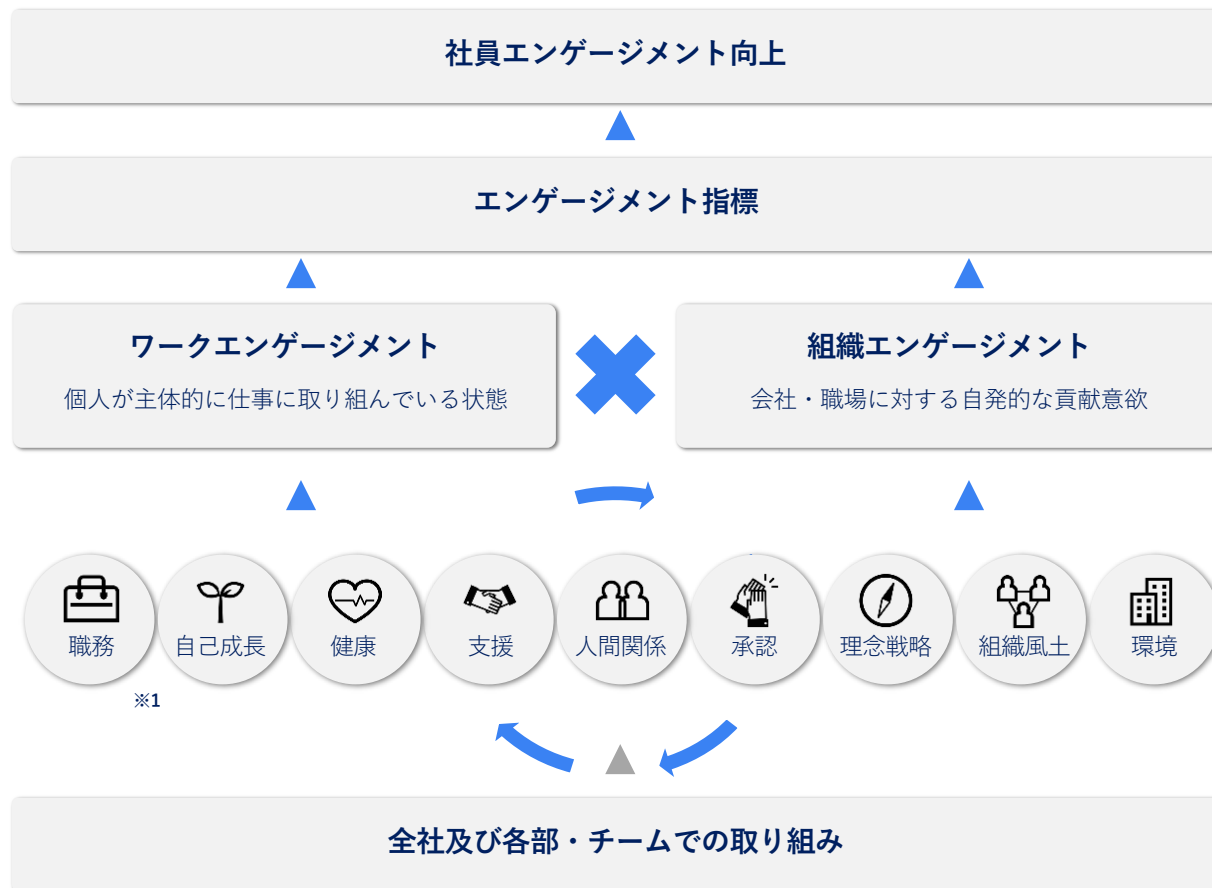 社員エンゲージメント向上
エンゲージメント指標
ワークエンゲージメント
個人が主体的に仕事に取り組んでいる状態
組織エンゲージメント
会社・職場に対する自発的な貢献意欲
職務
自己成長
健康
支援
人間関係
承認
理念戦略
組織風土
環境
※1
全社及び各部・チームでの取り組み